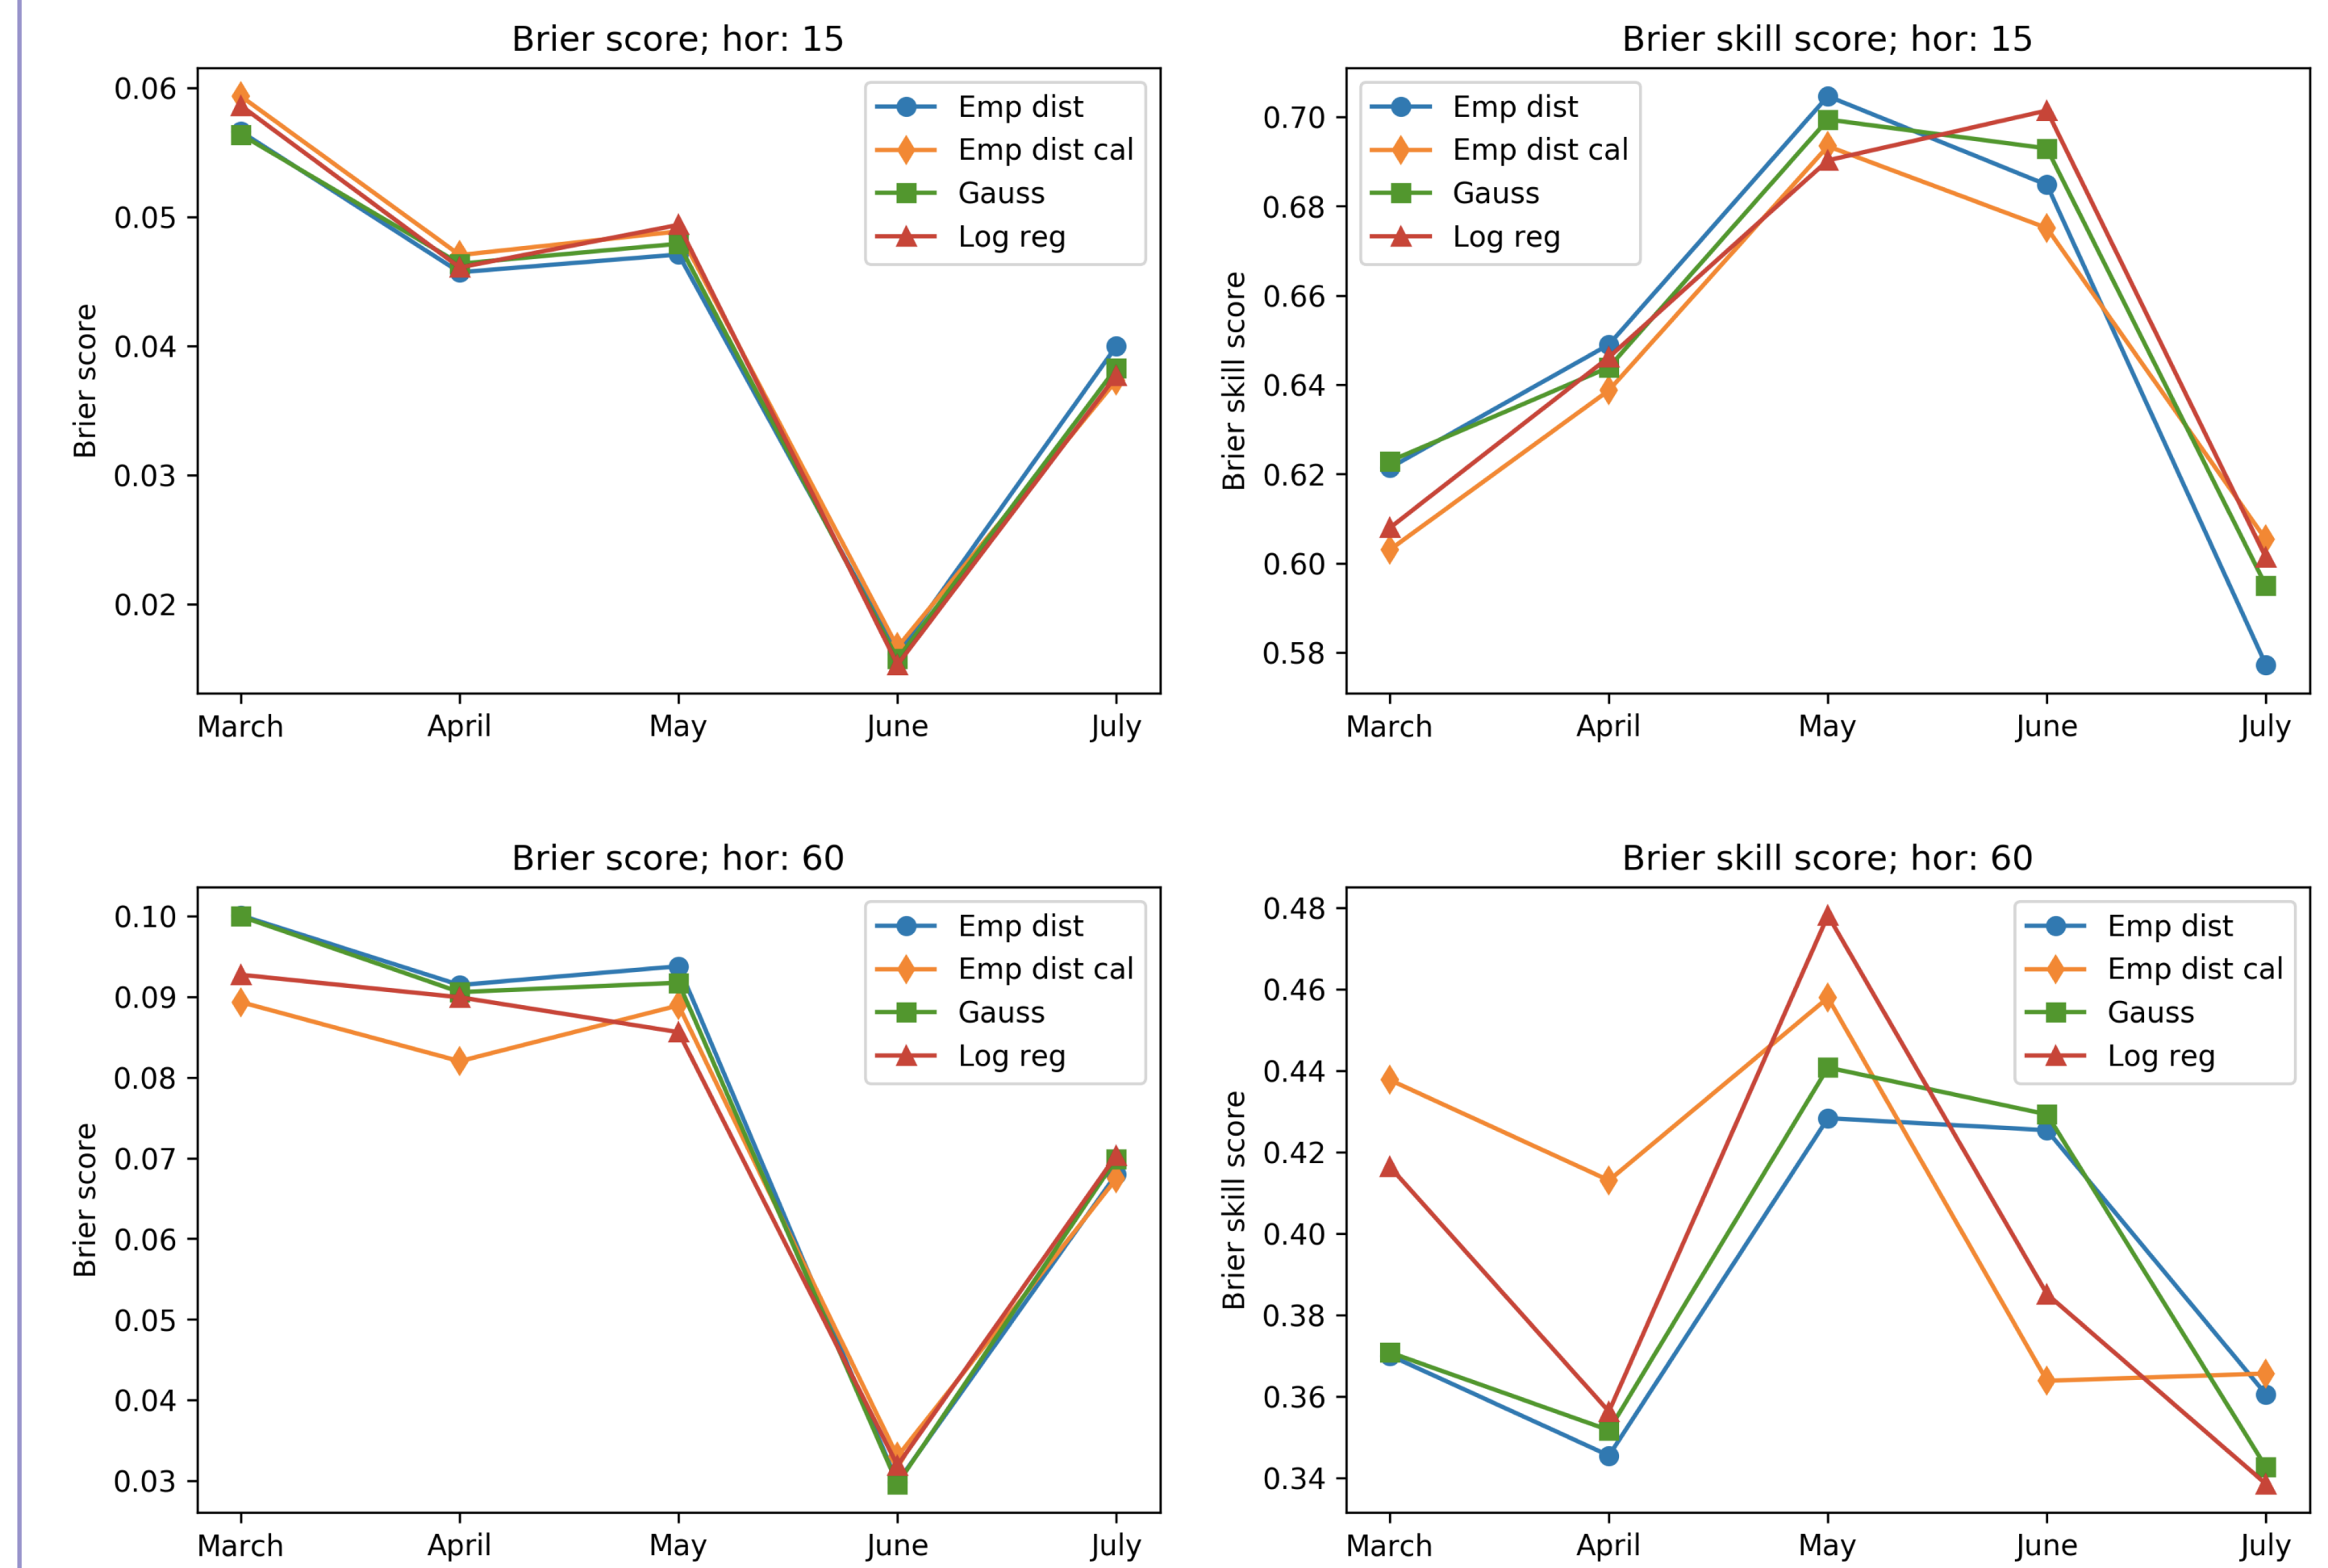 Brier score; hor: 15
Brier score
0.06
0.05
0.04
0.03
0.02
Emp dist
Emp dist cal
Gauss
Log reg
March April May June July
Brier skill score; hor: 15
Brier skill score
0.70
0.68
0.66
0.64
0.62
0.60
0.58
Emp dist
Emp dist cal
Gauss
Log reg
March April May June July
Brier score; hor: 60
Brier score
0.10
0.09
0.08
0.07
0.06
0.05
0.04
0.03
Emp dist
Emp dist cal
Gauss
Log reg
March April May June July
Brier skill score; hor: 60
Brier skill score
0.48
0.46
0.44
0.42
0.40
0.38
0.36
0.34
Emp dist
Emp dist cal
Gauss
Log reg
March April May June July